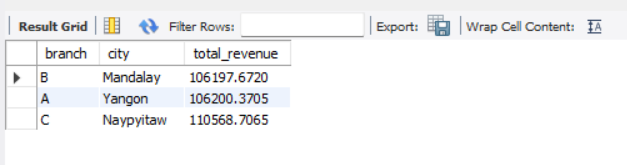 Result Grid Filter Rows: Export: Wrap Cell Content: IA
branch city total_revenue
B Mandalay 106197.6720
A Yangon 106200.3705
C Naypyitaw 110568.7065